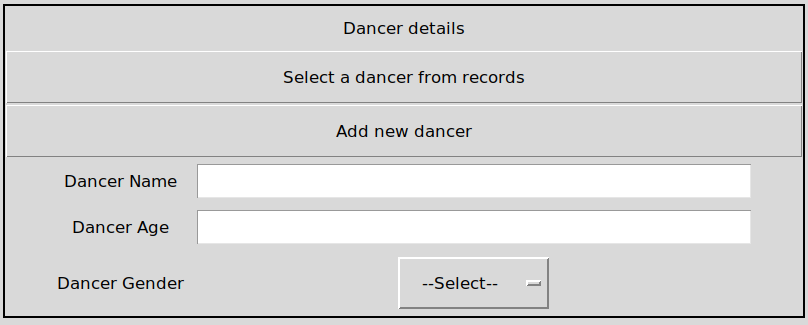 Dancer details
Select a dancer from records
Add new dancer
Dancer Name
Dancer Age
Dancer Gender --Select--